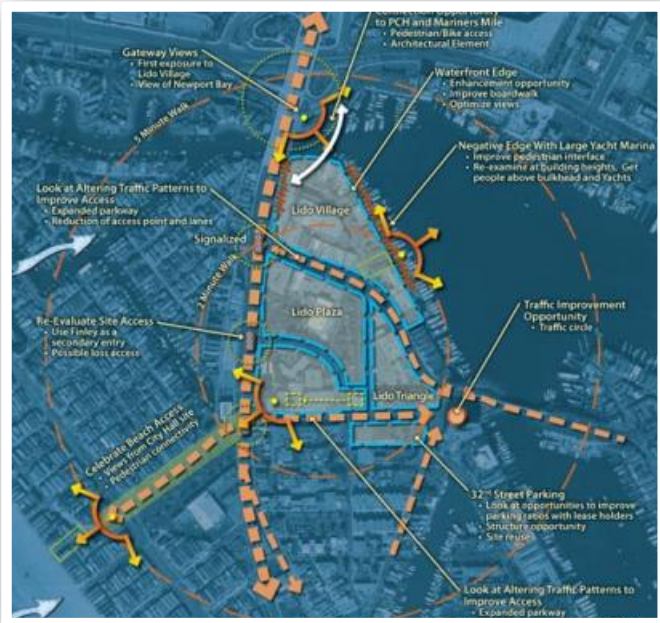 Connection Opportunity
to PCH and Mariners Mile
• Pedestrian/Bike access
• Architectural Element
Gateway Views
• First exposure to
Lido Village
• View of Newport Bay
Waterfront Edge
• Enhancement opportunity
• Improve boardwalk
• Optimize views
5 Minute Walk
Negative Edge With Large Yacht Marina
• Improve pedestrian interface
• Re-examine at building heights. Get
people above bulkhead and Yachts
Look at Altering Traffic Patterns to
Improve Access
• Expanded parkway
• Reduction of access point and lanes
Lido Village
Signalized
2 Minute Walk
Lido Plaza
Traffic Improvement
Opportunity
• Traffic circle
Re-Evaluate Site Access
• Use Finley as a
secondary entry
• Possible loss access
Lido Triangle
Celebrate Beach Access
• Views from City Hall site
• Pedestrian connectivity
32nd Street Parking
• Look at opportunities to improve
parking ratios with lease holders
• Structure opportunity
• Site reuse
Look at Altering Traffic Patterns to
Improve Access
• Expanded parkway